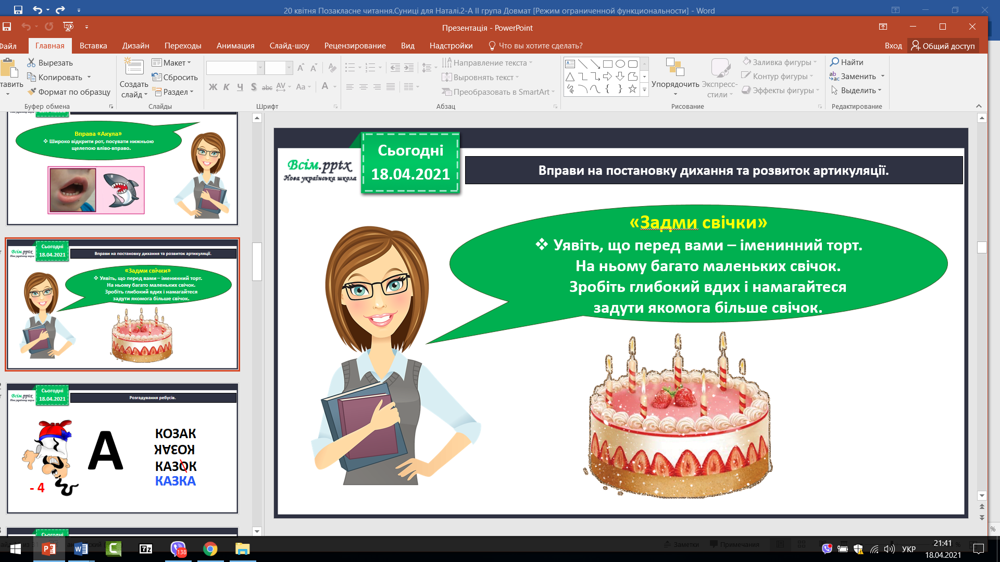 20 квітня Позакласне читання.Суниці для Наталі.2-А ІІ група Довмат [Режим ограниченной функциональности] - Word
Презентація - PowerPoint
Файл
Главная
Вставка
Дизайн
Переходы
Анимация
Слайд-шоу
Рецензирование
Вид
Надстройки
Что вы хотите сделать?
Вход
Общий доступ
тавить
Вырезать
Копировать
Формат по образцу
Буфер обмена
Создать
слайд
Макет
Сбросить
Раздел
Слайды
Ж К Ч S abc AV Aa A
Шрифт
Направление текста
Выровнять текст
Преобразовать в SmartArt
Абзац
Упорядочить
Экспресс-
стили
Заливка фигуры
Контур фигуры
Эффекты фигуры
Рисование
Найти
Заменить
Выделить
Редактирование
Вправа «Акула»
❖ Широко відкрити рот, посувати нижньою
щелепою вліво-вправо.
Сьогодні
18.04.2021
Всім.pptx
Нова українська школа
Вправи на постановку дихання та розвиток артикуляції.
«Задми свічки»
❖ Уявіть, що перед вами – іменинний торт.
На ньому багато маленьких свічок.
Зробіть глибокий вдих і намагайтеся
задути якомога більше свічок.
Сьогодні
18.04.2021
Всім.pptx
Нова українська школа
Розгадування ребусів.
- 4
А
КОЗАК
КОЗАК
КАЗОК
КАЗКА
Сьогодні
Сьогодні
18.04.2021
Всім.pptx
Нова українська школа
Вправи на постановку дихання та розвиток артикуляції.
«Задми свічки»
❖ Уявіть, що перед вами – іменинний торт.
На ньому багато маленьких свічок.
Зробіть глибокий вдих і намагайтеся
задути якомога більше свічок.
Заметки
Примечания
%
%
7z
138
УКР
21:41
18.04.2021